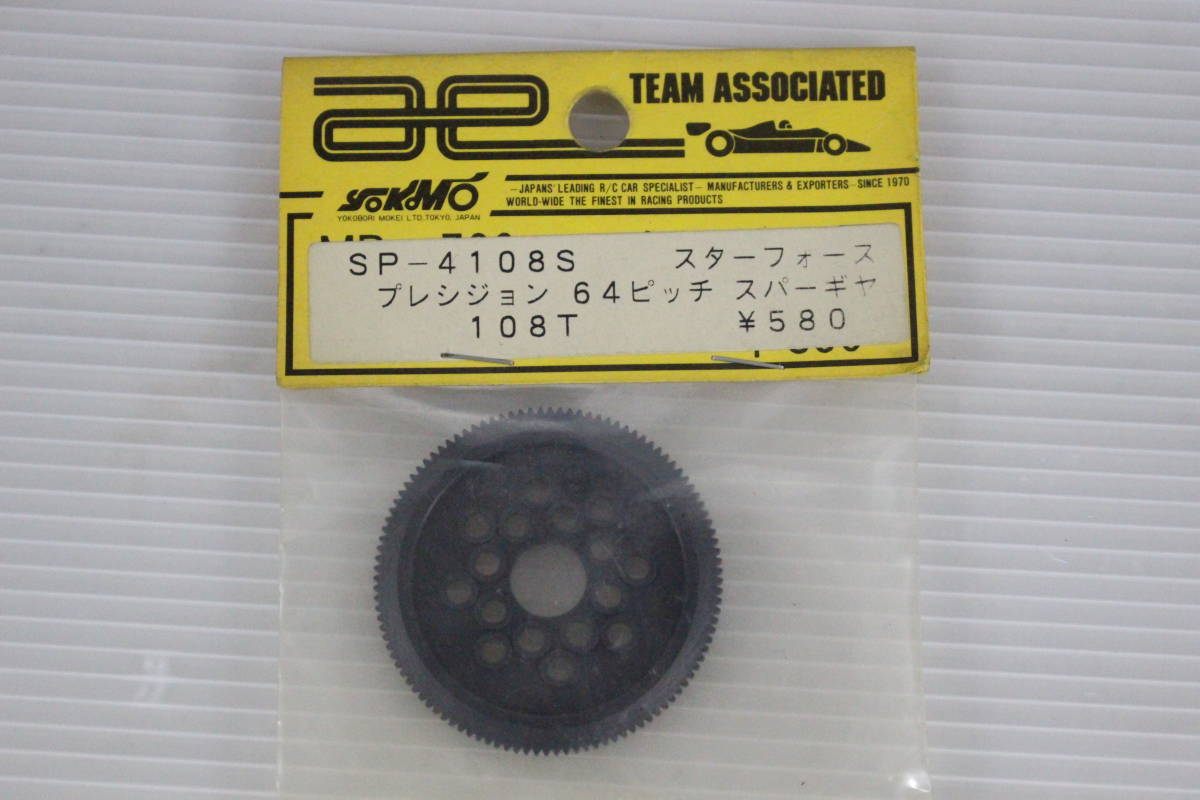 ae
TEAM ASSOCIATED
YOKOMO
YOKOBORI MOKEI LTD,TOKYO, JAPAN
—JAPANS' LEADING R/C CAR SPECIALIST— MANUFACTURERS & EXPORTERS—SINCE 1970
WORLD-WIDE THE FINEST IN RACING PRODUCTS
SP-4108S スターフォース
プレシジョン 64ピッチ スパーギヤ
108T ¥580